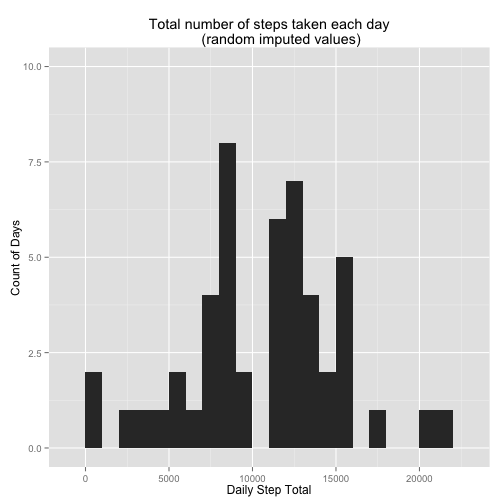 Total number of steps taken each day
(random imputed values)
10.0
7.5
5.0
2.5
0.0
Count of Days
0 5000 10000 15000 20000
Daily Step Total